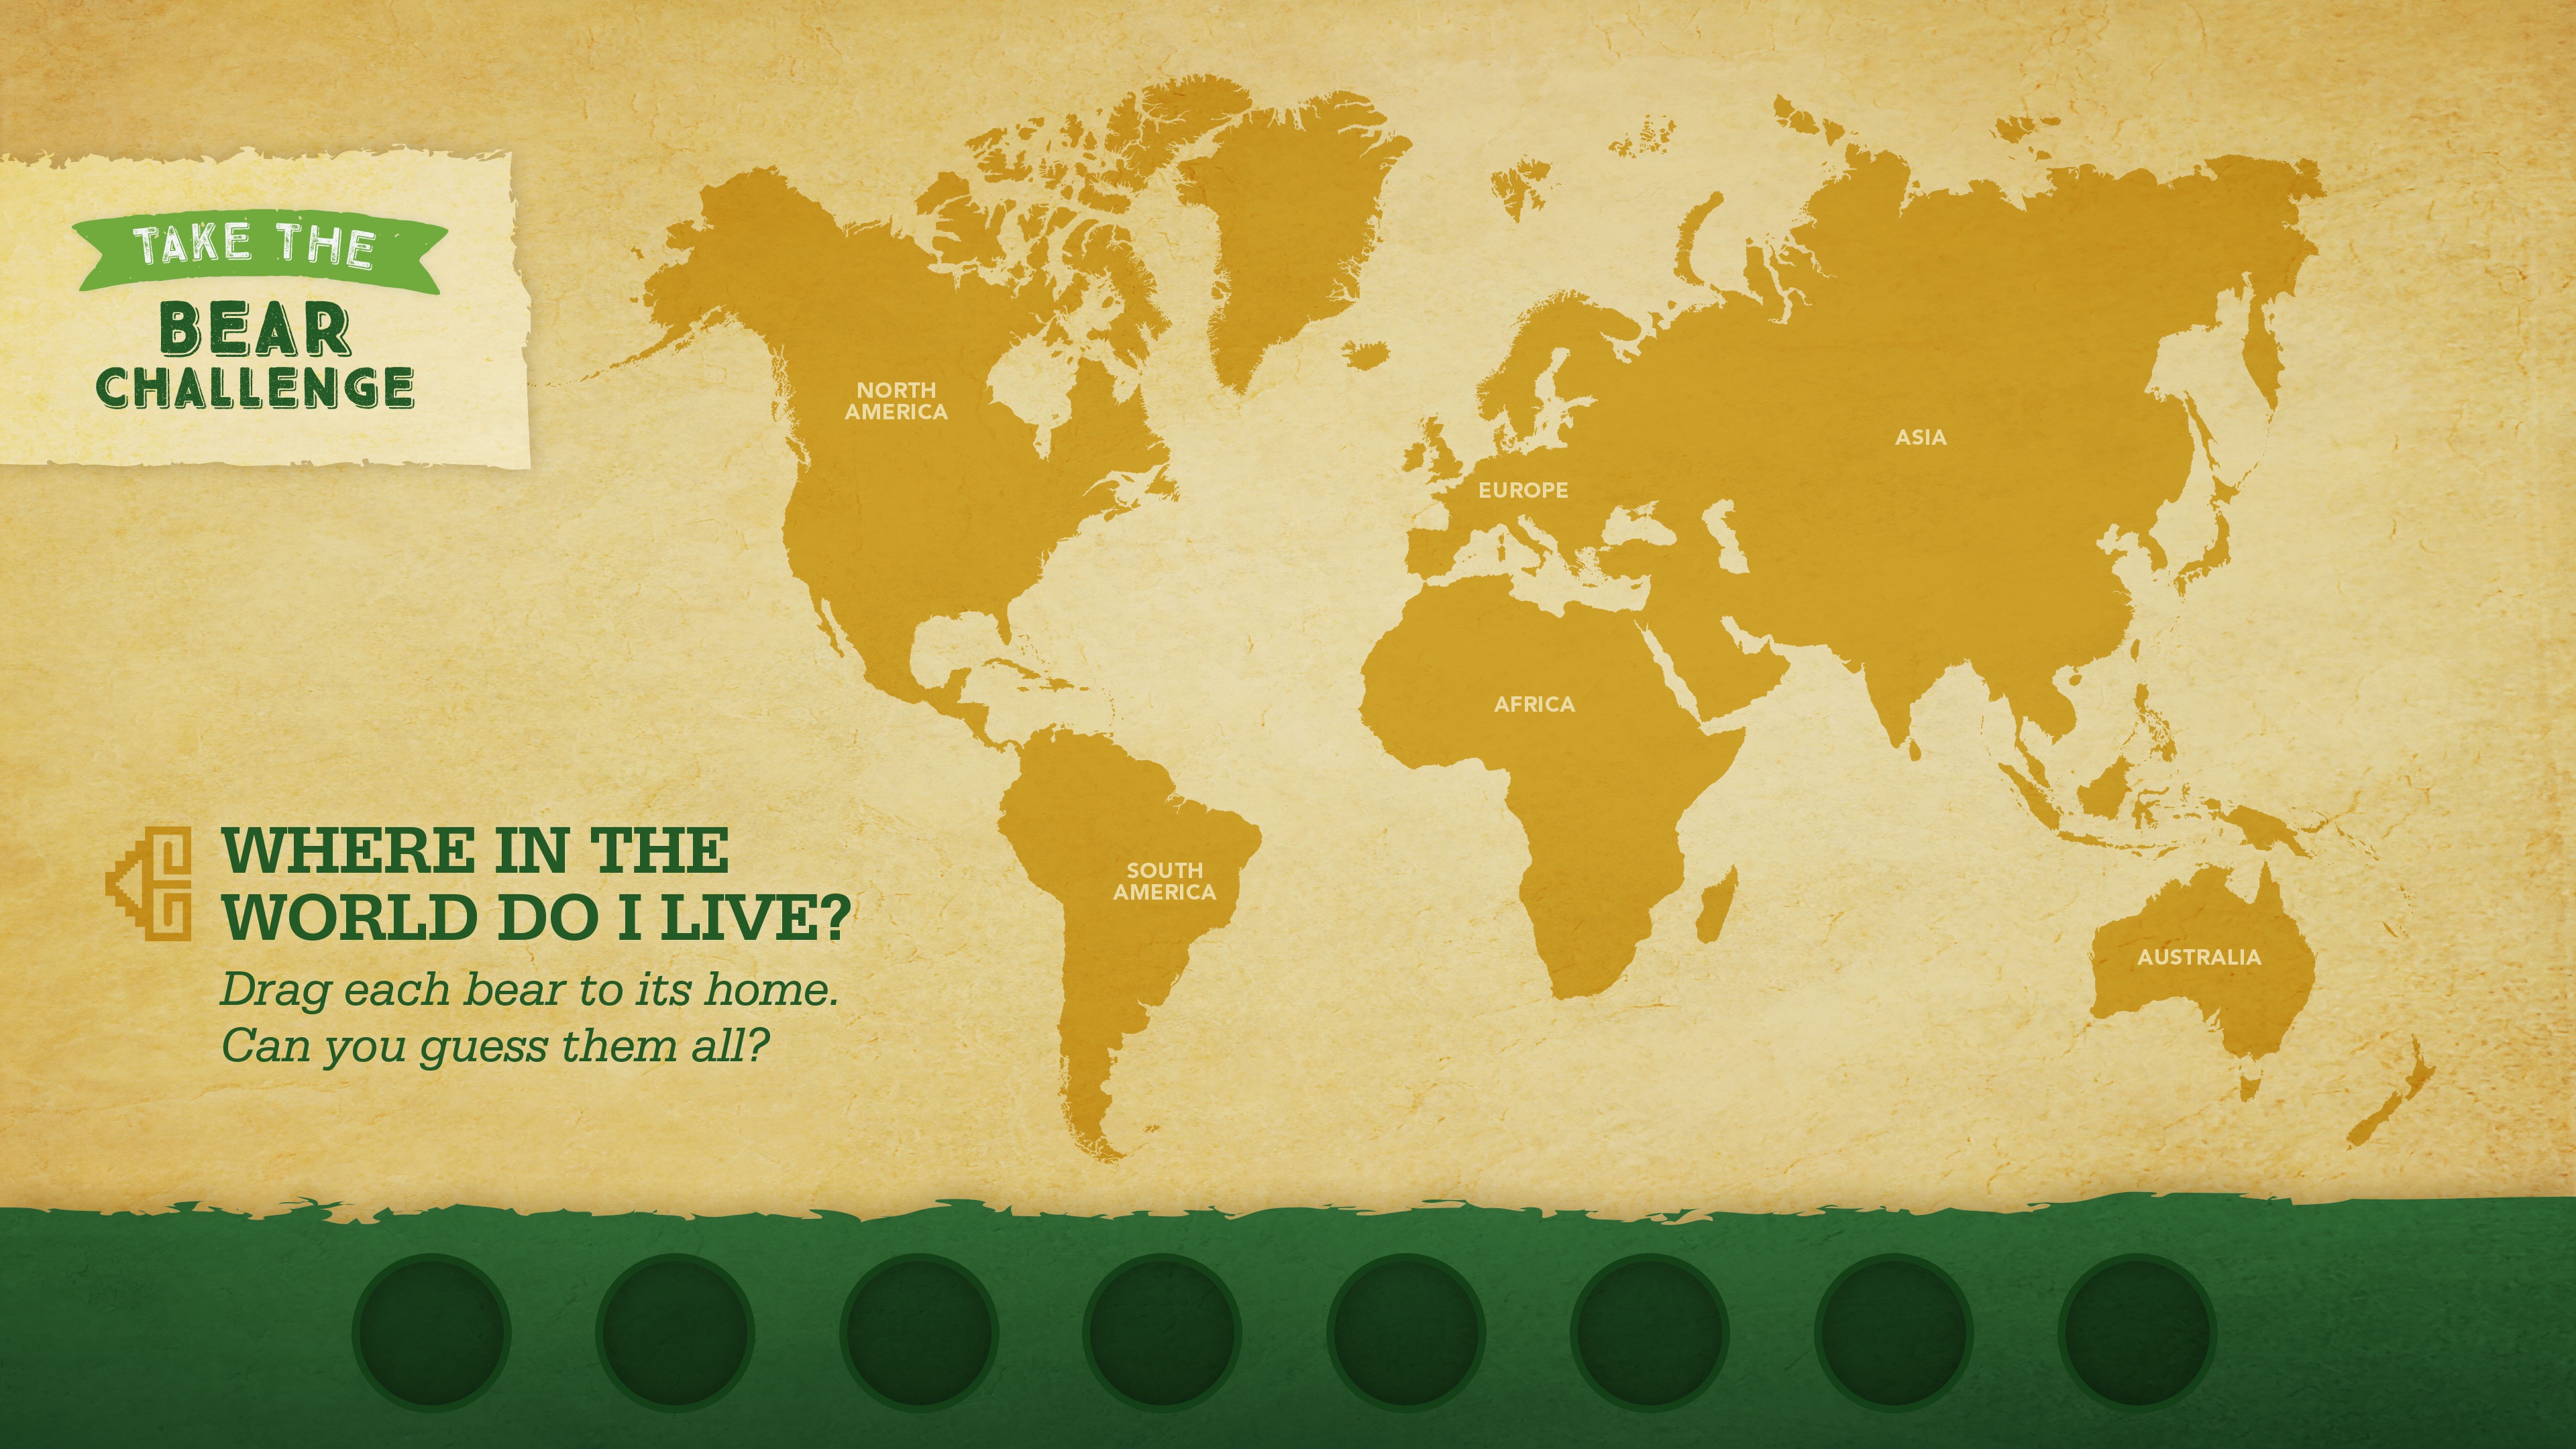 TAKE THE
BEAR
CHALLENGE
NORTH
AMERICA
ASIA
EUROPE
AFRICA
SOUTH
AMERICA
AUSTRALIA
WHERE IN THE
WORLD DO I LIVE?
Drag each bear to its home.
Can you guess them all?